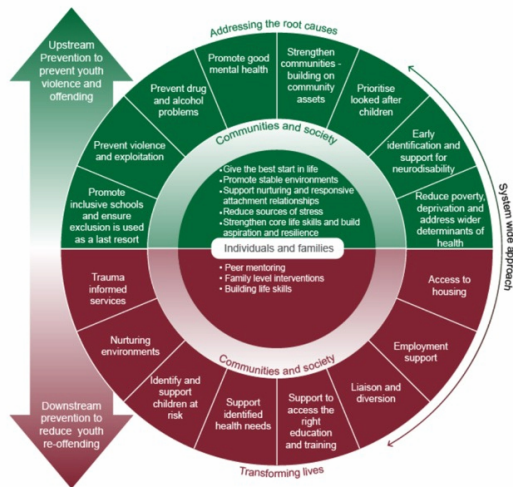 Addressing the root causes
Upstream
Prevention to
prevent youth
violence and
offending
Promote
inclusive schools
and ensure
exclusion is used
as a last resort
Prevent violence
and exploitation
Prevent drug
and alcohol
problems
Promote good
mental health
Strengthen
communities -
building on
community
assets
Prioritise
looked after
children
Early
identification and
support for
neurodisability
Reduce poverty,
deprivation and
address wider
determinants of
health
System wide approach
Communities and society
•Give the best start in life
•Promote stable environments
•Support nurturing and responsive
attachment relationships
•Reduce sources of stress
•Strengthen core life skills and build
aspiration and resilience
Individuals and families
• Peer mentoring
• Family level interventions
• Building life skills
Communities and society
Trauma
informed
services
Nurturing
environments
Identify and
support
children at
risk
Support
identified
health needs
Support to
access the
right
education
and training
Liaison and
diversion
Employment
support
Access to
housing
Downstream
prevention to
reduce youth
re-offending
Transforming lives